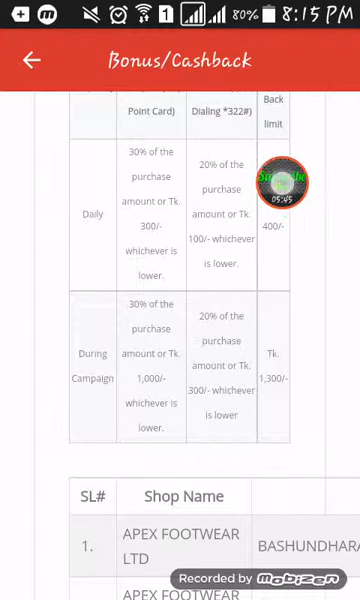 80% 8:15 PM
Bonus/Cashback
Point Card)
Dialing *322#)
Back
limit
Daily
30% of the
purchase
amount or Tk.
300/-
whichever is
lower.
20% of the
purchase
amount or Tk.
100/- whichever
is lower.
400/-
05:45
During
Campaign
30% of the
purchase
amount or Tk.
1,000/-
whichever is
lower.
20% of the
purchase
amount or Tk.
300/- whichever
is lower
Tk.
1,300/-
SL#
Shop Name
1.
APEX FOOTWEAR
LTD
BASHUNDHARA
APEX FOOTWEAR
Recorded by mobizen